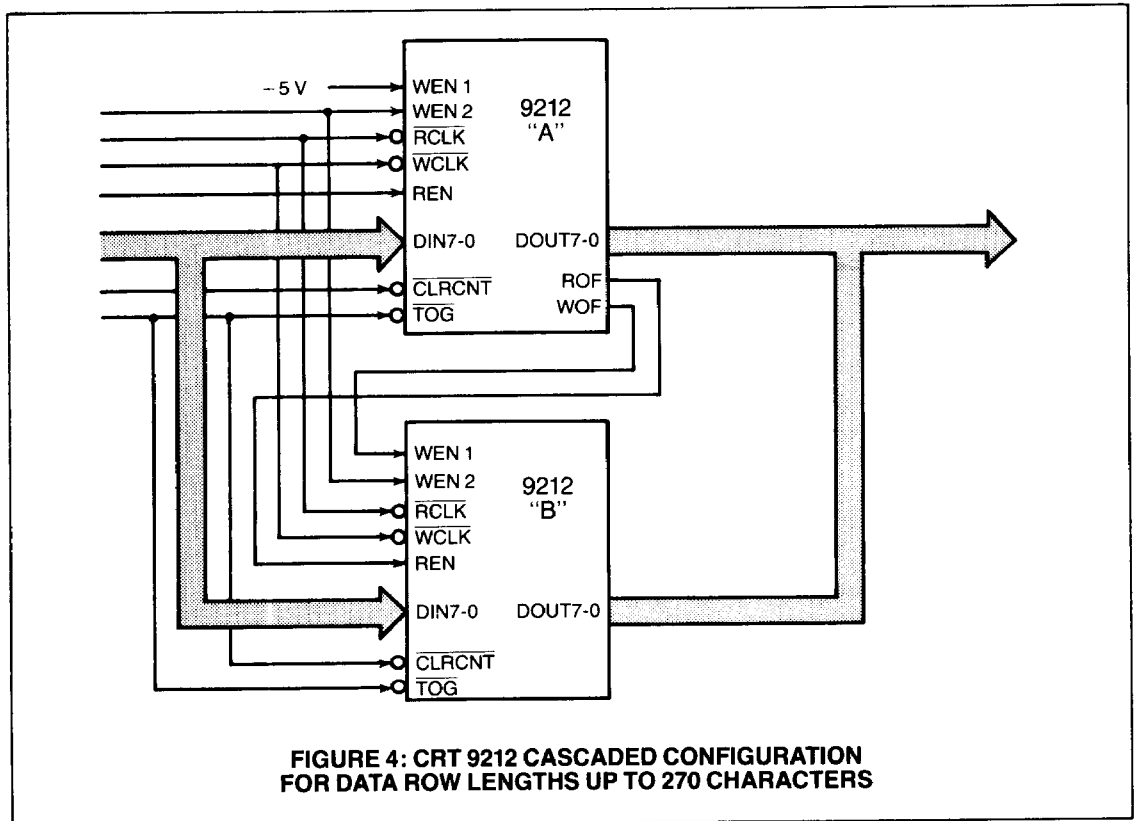 −5 V
WEN 1
WEN 2
RCLK
WCLK
REN
DIN7-0
CLRCNT
TOG
9212
“A”
DOUT7-0
ROF
WOF
WEN 1
WEN 2
RCLK
WCLK
REN
DIN7-0
CLRCNT
TOG
9212
“B”
DOUT7-0
FIGURE 4: CRT 9212 CASCADED CONFIGURATION
FOR DATA ROW LENGTHS UP TO 270 CHARACTERS